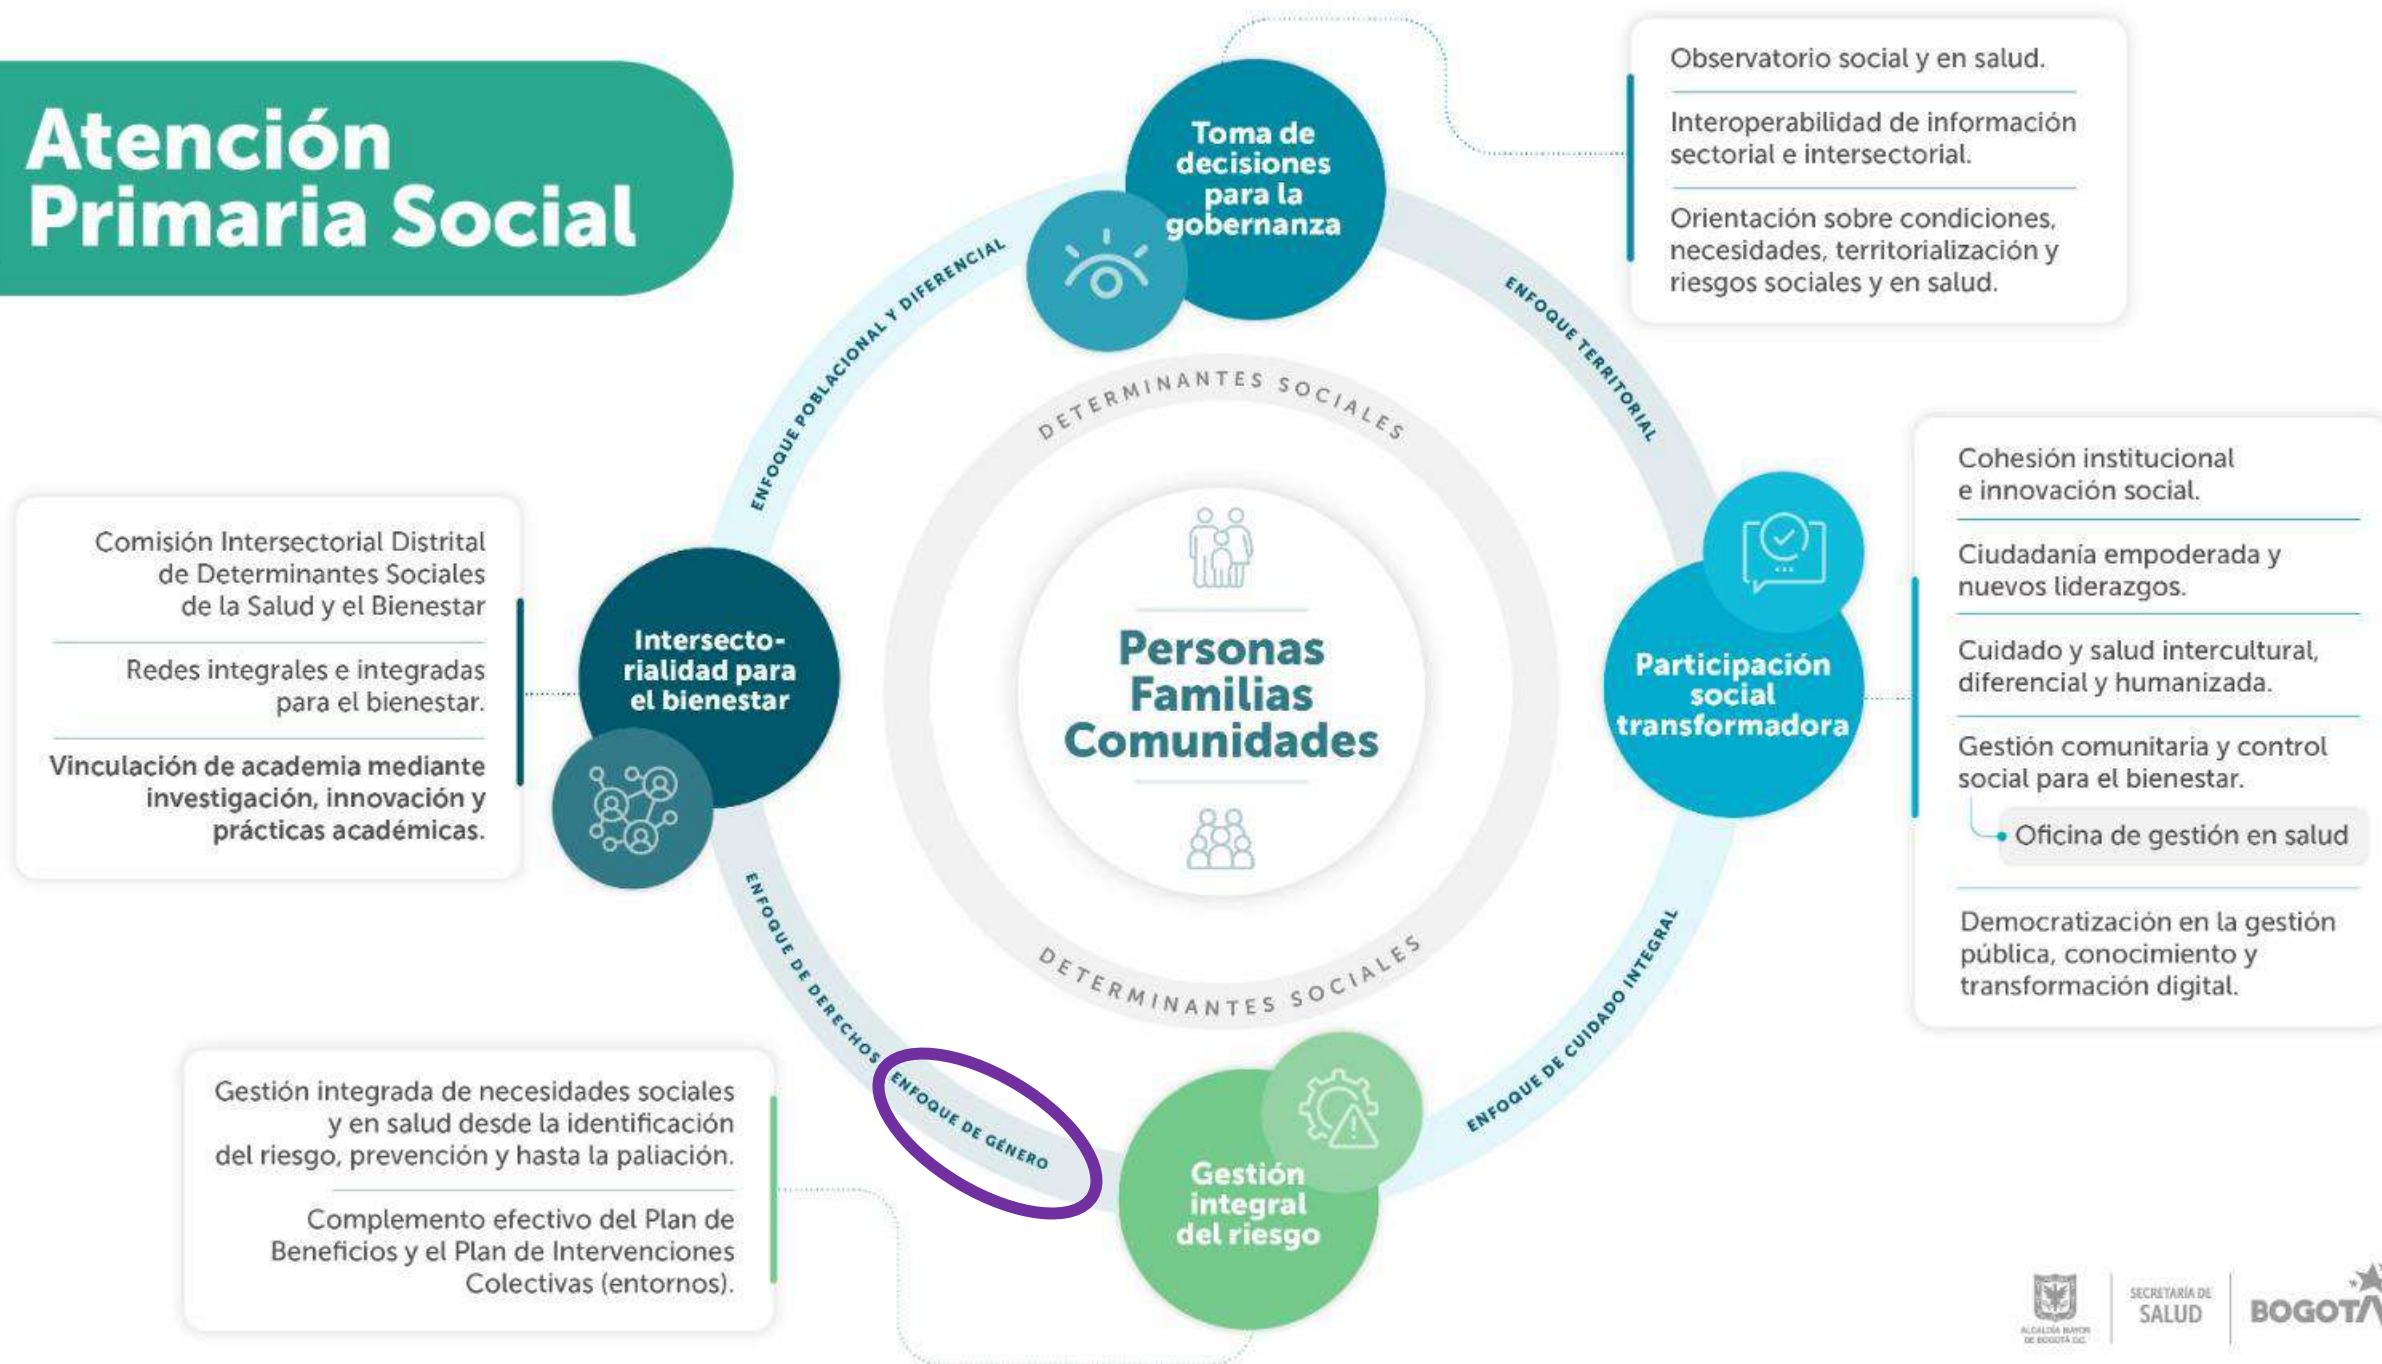 Atención
Primaria Social
Toma de
decisiones
para la
gobernanza
Observatorio social y en salud.
Interoperabilidad de información
sectorial e intersectorial.
Orientación sobre condiciones,
necesidades, territorialización y
riesgos sociales y en salud.
ENFOQUE POBLACIONAL Y DIFERENCIAL
ENFOQUE TERRITORIAL
DETERMINANTES SOCIALES
Comisión Intersectorial Distrital
de Determinantes Sociales
de la Salud y el Bienestar
Redes integrales e integradas
para el bienestar.
Vinculación de academia mediante
investigación, innovación y
prácticas académicas.
Intersecto-
rialidad para
el bienestar
Personas
Familias
Comunidades
Participación
social
transformadora
Cohesión institucional
e innovación social.
Ciudadanía empoderada y
nuevos liderazgos.
Cuidado y salud intercultural,
diferencial y humanizada.
Gestión comunitaria y control
social para el bienestar.
Oficina de gestión en salud
Democratización en la gestión
pública, conocimiento y
transformación digital.
DETERMINANTES SOCIALES
ENFOQUE DE DERECHOS
ENFOQUE DE GÉNERO
ENFOQUE DE CUIDADO INTEGRAL
Gestión integrada de necesidades sociales
y en salud desde la identificación
del riesgo, prevención y hasta la paliación.
Complemento efectivo del Plan de
Beneficios y el Plan de Intervenciones
Colectivas (entornos).
Gestión
integral
del riesgo
ALCALDÍA MAYOR
DE BOGOTÁ D.C.
SECRETARÍA DE
SALUD
BOGOTÁ